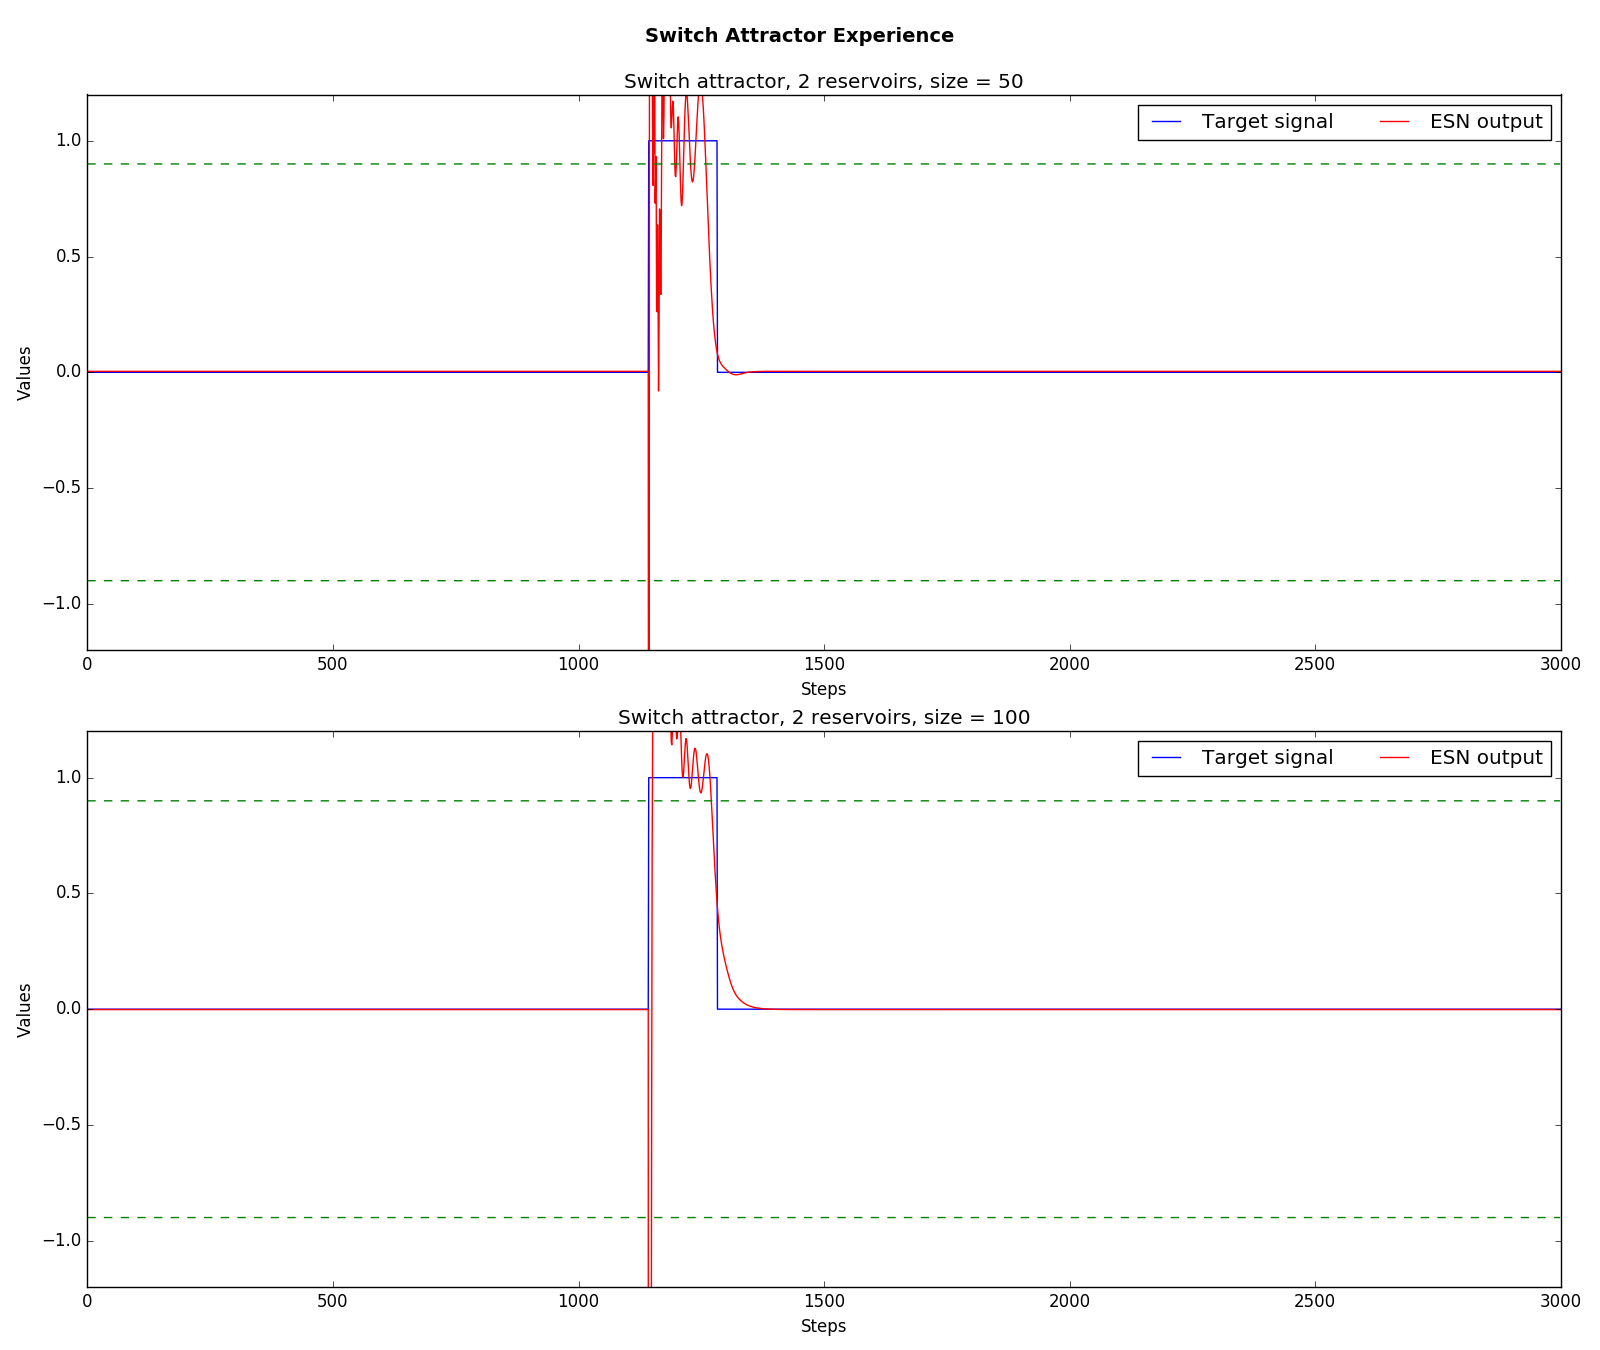 Switch Attractor Experience
Switch attractor, 2 reservoirs, size = 50
Target signal ESN output
1.0
0.5
0.0
−0.5
−1.0
Values
0 500 1000 1500 2000 2500 3000
Steps
Switch attractor, 2 reservoirs, size = 100
Target signal ESN output
1.0
0.5
0.0
−0.5
−1.0
Values
0 500 1000 1500 2000 2500 3000
Steps